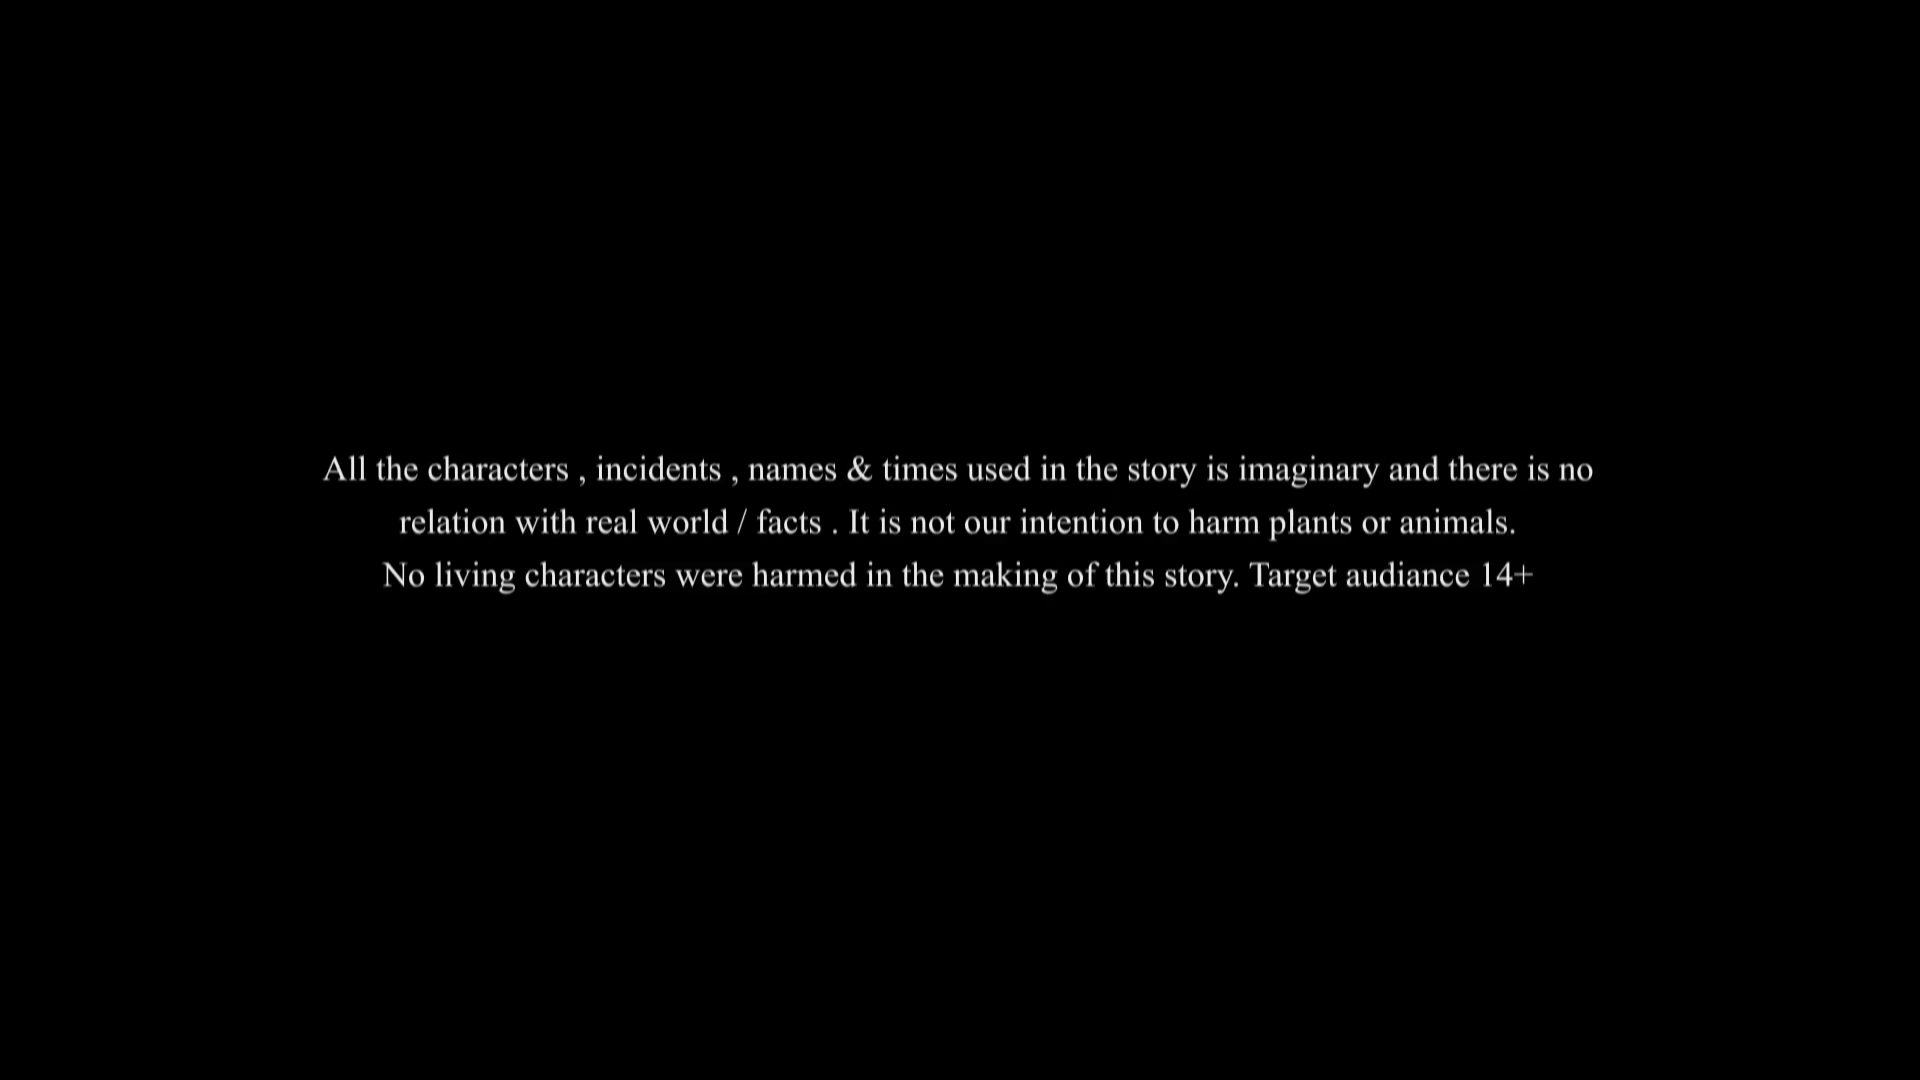 All the characters , incidents , names & times used in the story is imaginary and there is no
relation with real world / facts . It is not our intention to harm plants or animals.
No living characters were harmed in the making of this story. Target audiance 14+